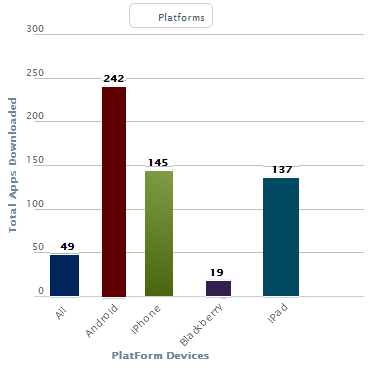 Platforms
300
250
200
150
100
50
0
Total Apps Downloaded
49
242
145
19
137
All
Android
iPhone
Blackberry
iPad
PlatForm Devices